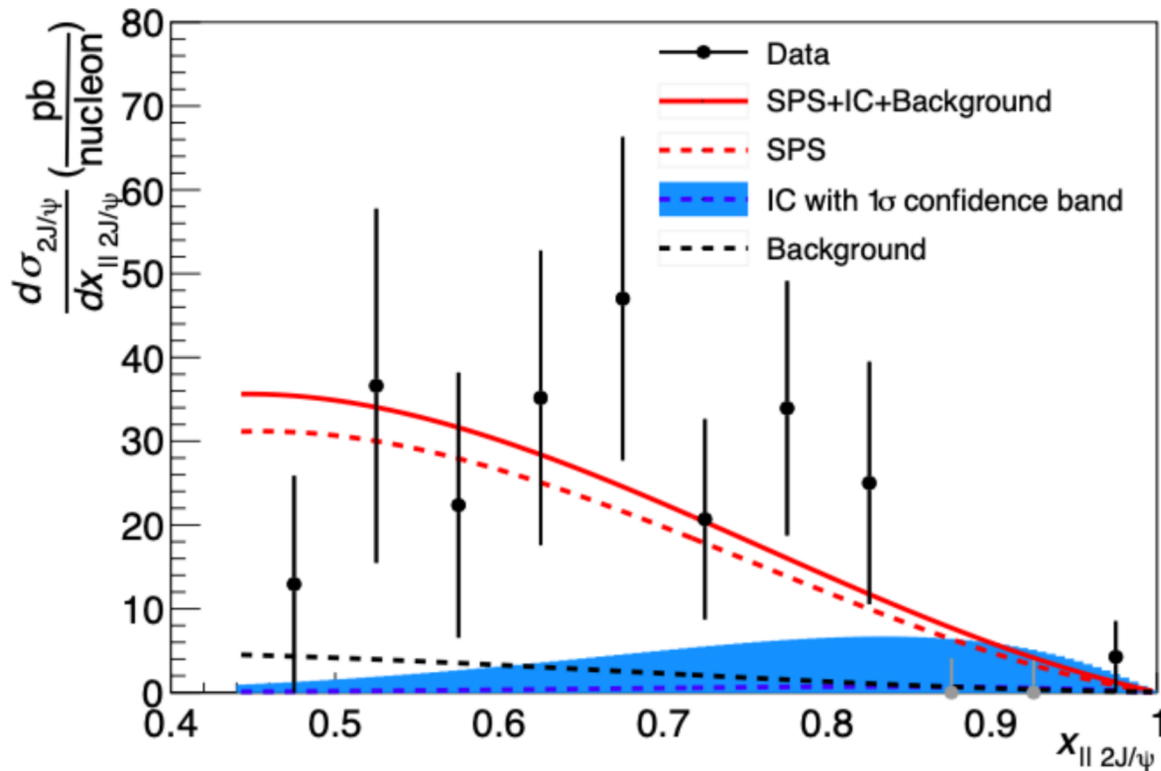 dσ2J/ψ / dx|| 2J/ψ (pb / nucleon)
80
70
60
50
40
30
20
10
0
Data
SPS+IC+Background
SPS
IC with 1σ confidence band
Background
0.4 0.5 0.6 0.7 0.8 0.9 1
x|| 2J/ψ